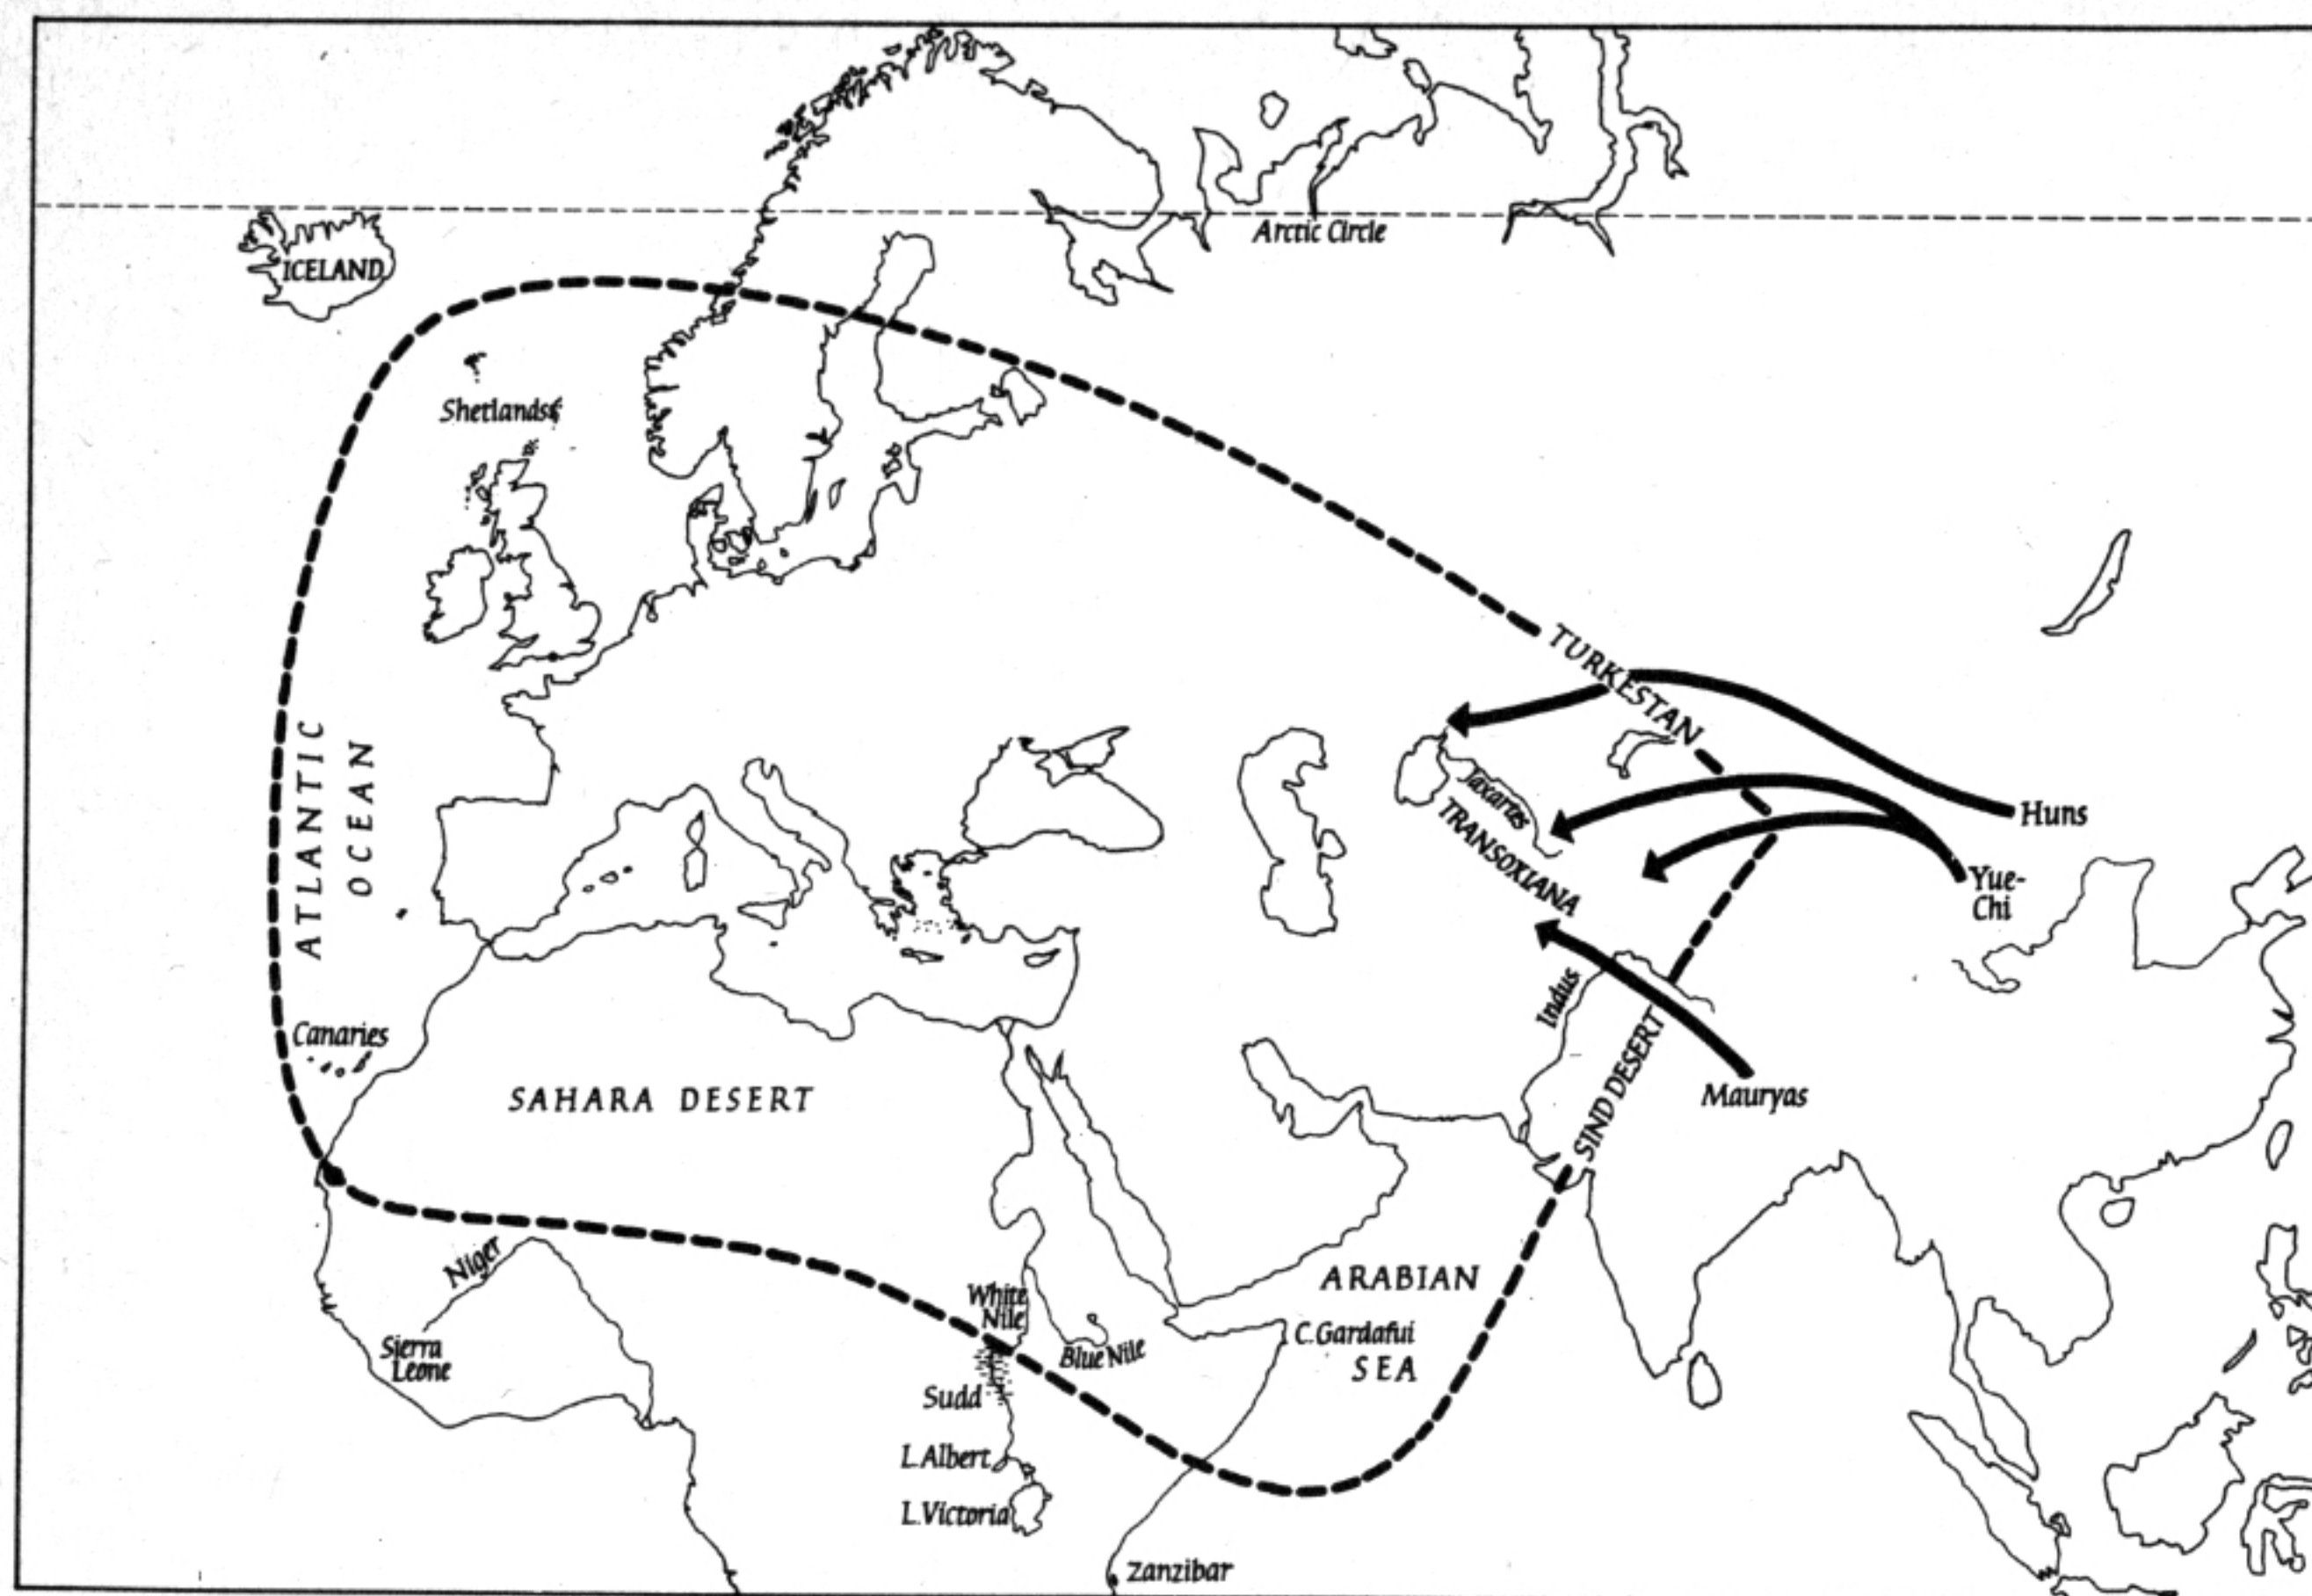 Arctic Circle
ICELAND
Shetlands
TURKESTAN
ATLANTIC
OCEAN
Jaxartes
TRANSOXIANA
Huns
Yue-
Chi
Indus
Canaries
SAHARA DESERT
SIND DESERT
Mauryas
Niger
White
Nile
ARABIAN
Sierra
Leone
Blue Nile
C. Gardafui
SEA
Sudd
L. Albert
L. Victoria
Zanzibar